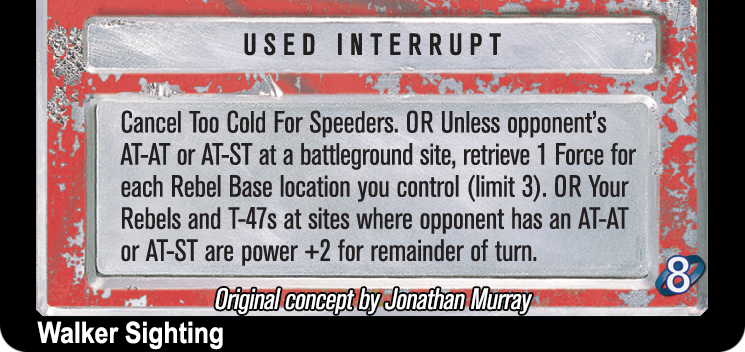 USED INTERRUPT
Cancel Too Cold For Speeders. OR Unless opponent's
AT-AT or AT-ST at a battleground site, retrieve 1 Force for
each Rebel Base location you control (limit 3). OR Your
Rebels and T-47s at sites where opponent has an AT-AT
or AT-ST are power +2 for remainder of turn.
8
Original concept by Jonathan Murray
Walker Sighting